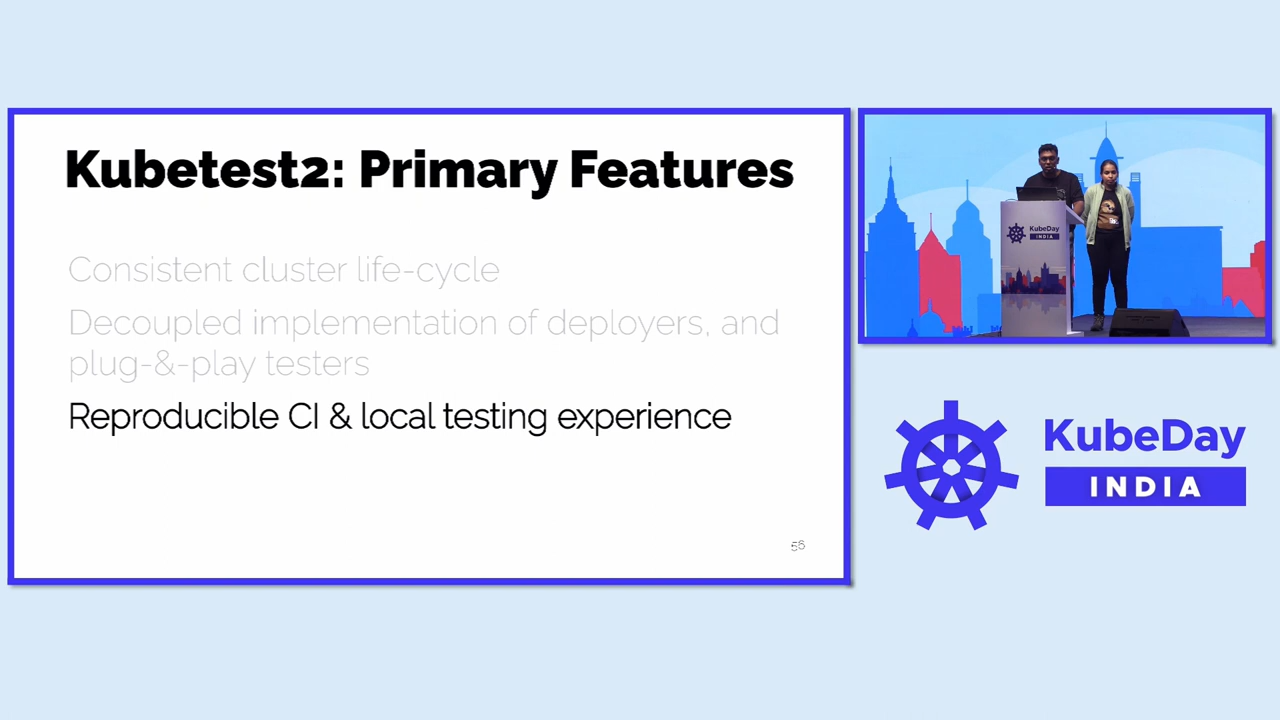 Kubetest2: Primary Features
Consistent cluster life-cycle
Decoupled implementation of deployers, and
plug-&-play testers
Reproducible CI & local testing experience
56
KubeDay
INDIA
KubeDay
INDIA